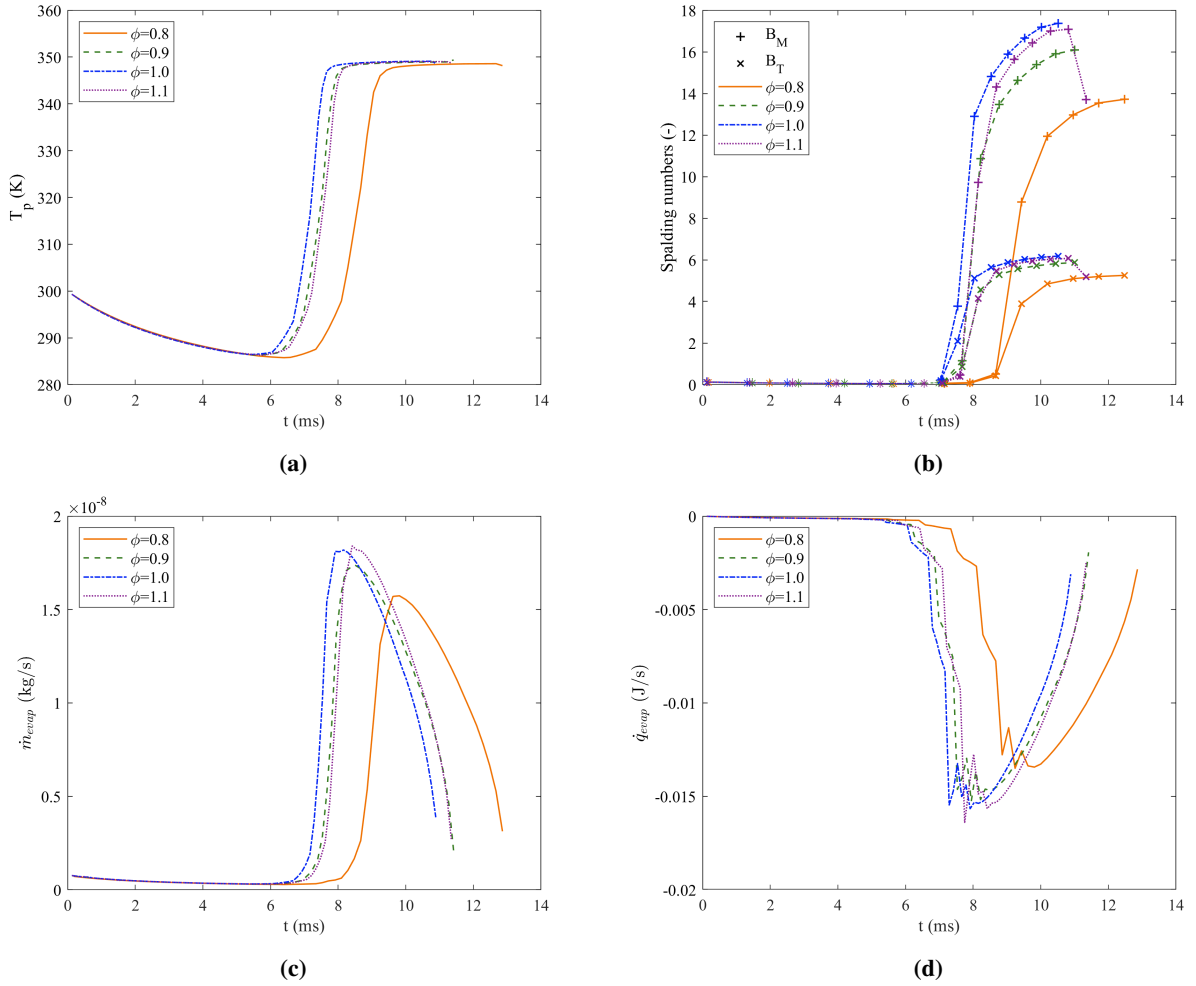 ϕ=0.8
ϕ=0.9
ϕ=1.0
ϕ=1.1
360
350
340
330
320
310
300
290
280
T_p (K)
0 2 4 6 8 10 12 14
t (ms)
(a)
B_M
B_T
ϕ=0.8
ϕ=0.9
ϕ=1.0
ϕ=1.1
18
16
14
12
10
8
6
4
2
0
Spalding numbers (-)
0 2 4 6 8 10 12 14
t (ms)
(b)
×10⁻⁸
ϕ=0.8
ϕ=0.9
ϕ=1.0
ϕ=1.1
2
1.5
1
0.5
0
ṁ_evap (kg/s)
0 2 4 6 8 10 12 14
t (ms)
(c)
ϕ=0.8
ϕ=0.9
ϕ=1.0
ϕ=1.1
0
-0.005
-0.01
-0.015
-0.02
q̇_evap (J/s)
0 2 4 6 8 10 12 14
t (ms)
(d)